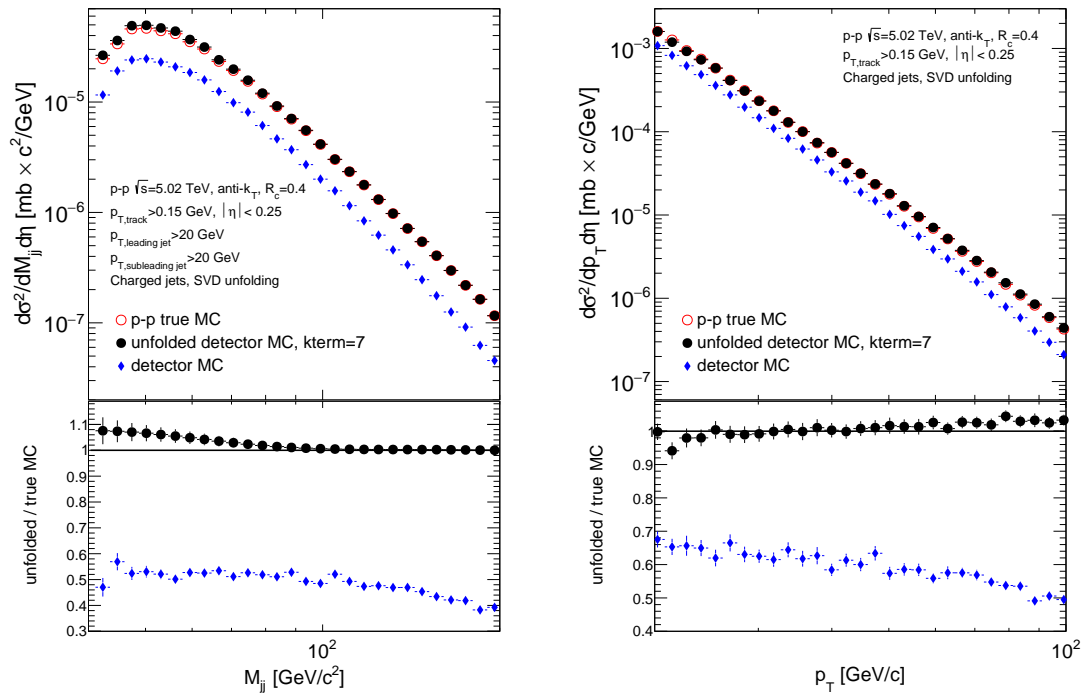 dσ²/dM_jj dη [mb × c²/GeV]
10⁻⁵
10⁻⁶
10⁻⁷
p-p √s=5.02 TeV, anti-k_T, R_c=0.4
p_T,track>0.15 GeV, |η|<0.25
p_T,leading jet>20 GeV
p_T,subleading jet>20 GeV
Charged jets, SVD unfolding
p-p true MC
unfolded detector MC, kterm=7
detector MC
unfolded / true MC
1.1
1
0.9
0.8
0.7
0.6
0.5
0.4
0.3
10²
M_jj [GeV/c²]
dσ²/dp_T dη [mb × c/GeV]
10⁻³
10⁻⁴
10⁻⁵
10⁻⁶
10⁻⁷
p-p √s=5.02 TeV, anti-k_T, R_c=0.4
p_T,track>0.15 GeV, |η|<0.25
Charged jets, SVD unfolding
p-p true MC
unfolded detector MC, kterm=7
detector MC
unfolded / true MC
1
0.9
0.8
0.7
0.6
0.5
0.4
10²
p_T [GeV/c]